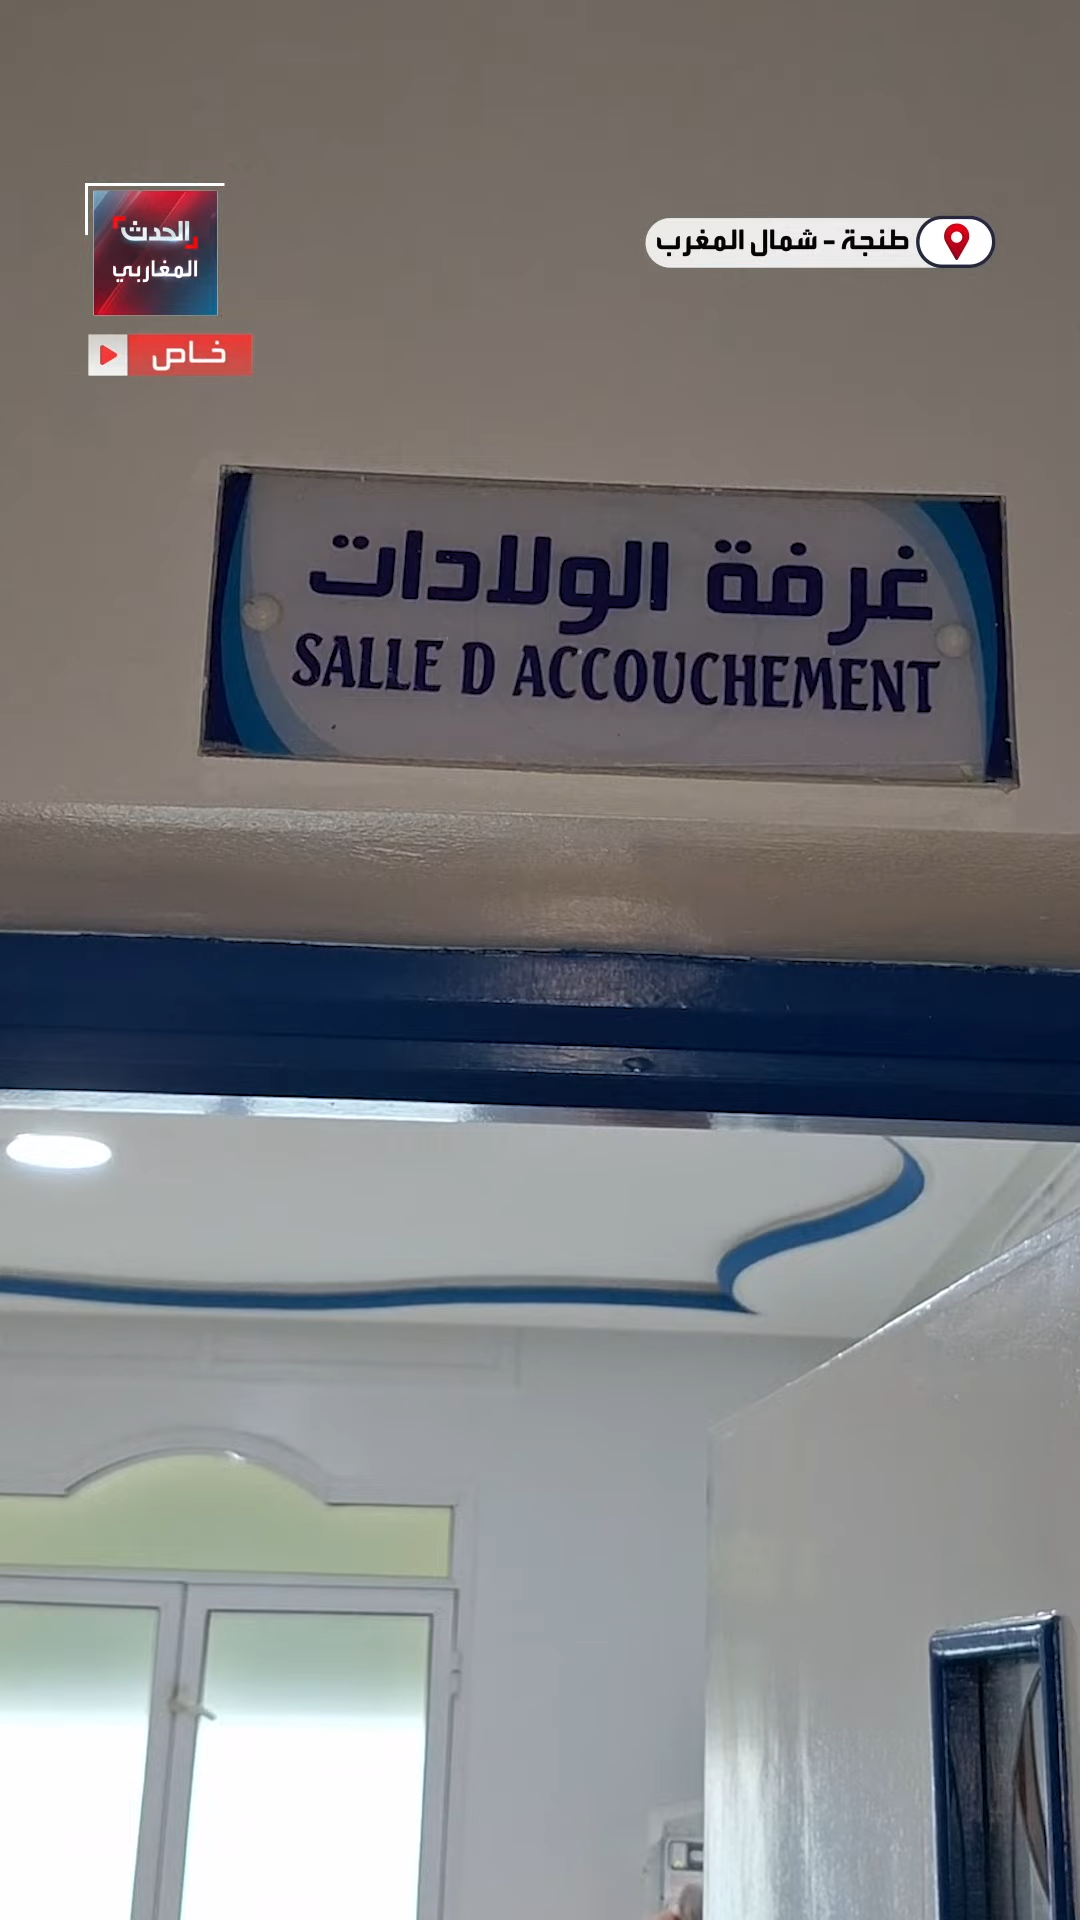 الحدث
المغاربي
طنجة - شمال المغرب
خاص
غرفة الولادات
SALLE D ACCOUCHEMENT